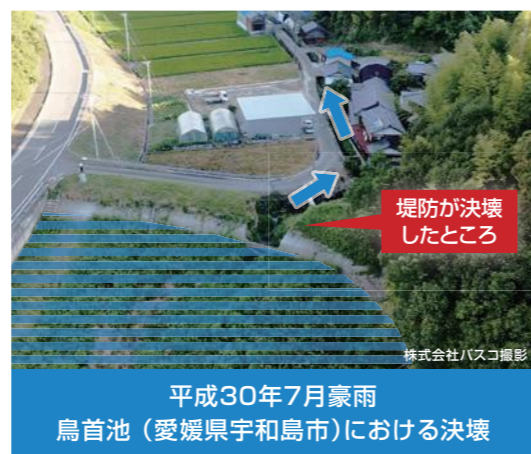 堤防が決壊
したところ
株式会社パスコ撮影
平成30年7月豪雨
鳥首池（愛媛県宇和島市）における決壊